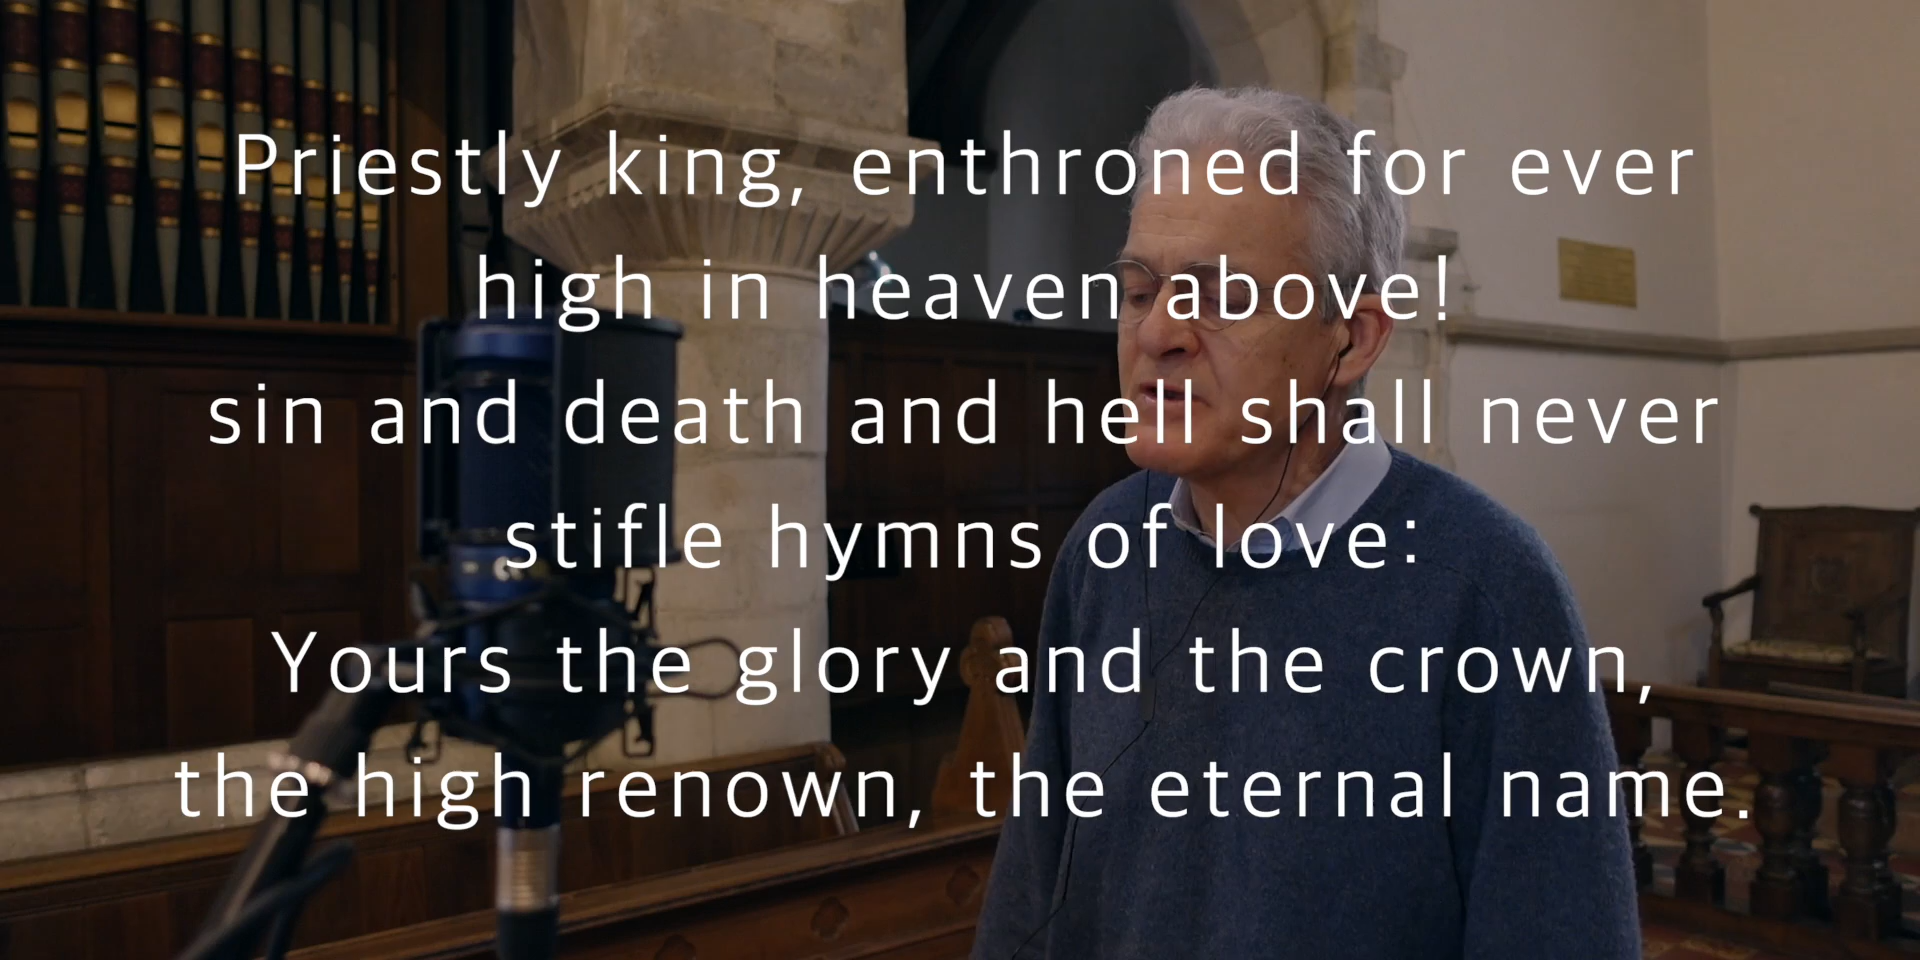 Priestly king, enthroned for ever
high in heaven above!
sin and death and hell shall never
stifle hymns of love:
Yours the glory and the crown,
the high renown, the eternal name.